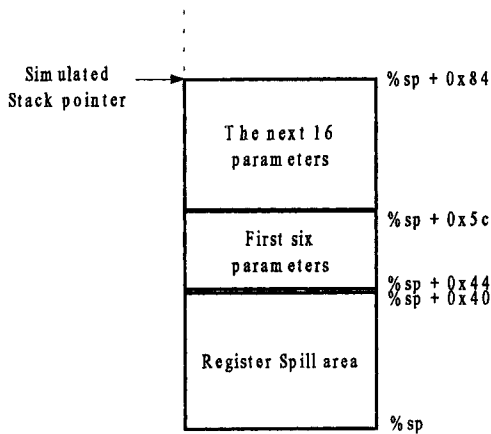 Simulated
Stack pointer
%sp + 0x84
The next 16
parameters
%sp + 0x5c
First six
parameters
%sp + 0x44
%sp + 0x40
Register Spill area
%sp